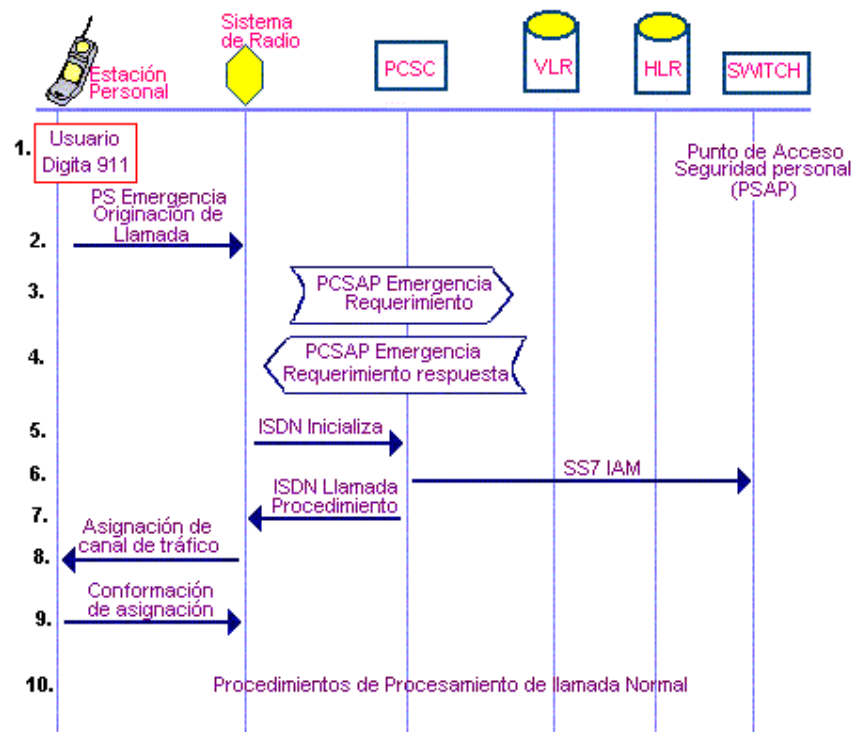 Estación
Personal
Sistema
de Radio
PCSC
VLR
HLR
SWITCH
1.
Usuario
Digita 911
Punto de Acceso
Seguridad personal
(PSAP)
PS Emergencia
Originación de
Llamada
2.
3.
PCSAP Emergencia
Requerimiento
4.
PCSAP Emergencia
Requerimiento respuesta
5.
ISDN Inicializa
6.
SS7 IAM
7.
ISDN Llamada
Procedimiento
8.
Asignación de
canal de tráfico
9.
Conformación
de asignación
10.
Procedimientos de Procesamiento de llamada Normal